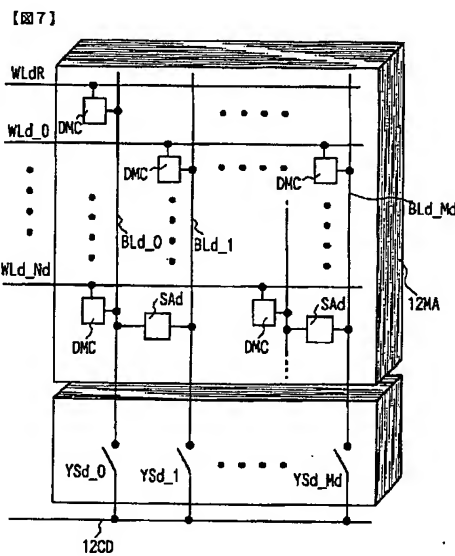 【図7】
WLdR
DMC
WLd_0
DMC
DMC
BLd_0
BLd_1
BLd_Md
WLd_Nd
12MA
SAd
SAd
DMC
DMC
YSd_0
YSd_1
YSd_Md
12CD